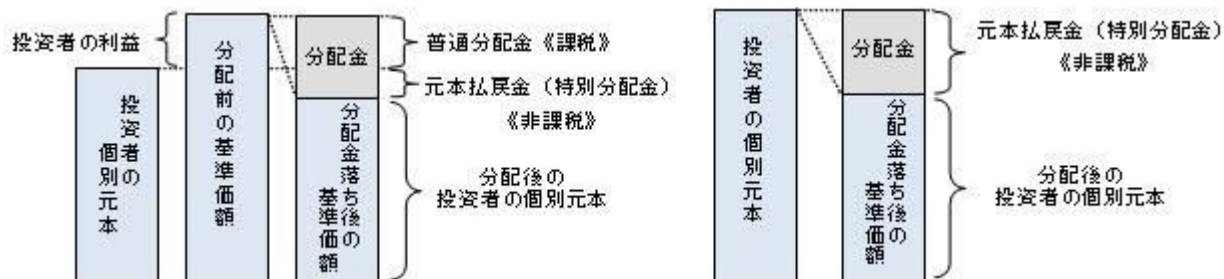 投資者の利益
投資者の
個別元本
分配前の基準価額
分配金
分配金落ち後の
基準価額
普通分配金《課税》
元本払戻金（特別分配金）
《非課税》
分配後の
投資者の個別元本
投資者の個別元本
分配金
分配金落ち後の
基準価額
元本払戻金（特別分配金）
《非課税》
分配後の
投資者の個別元本